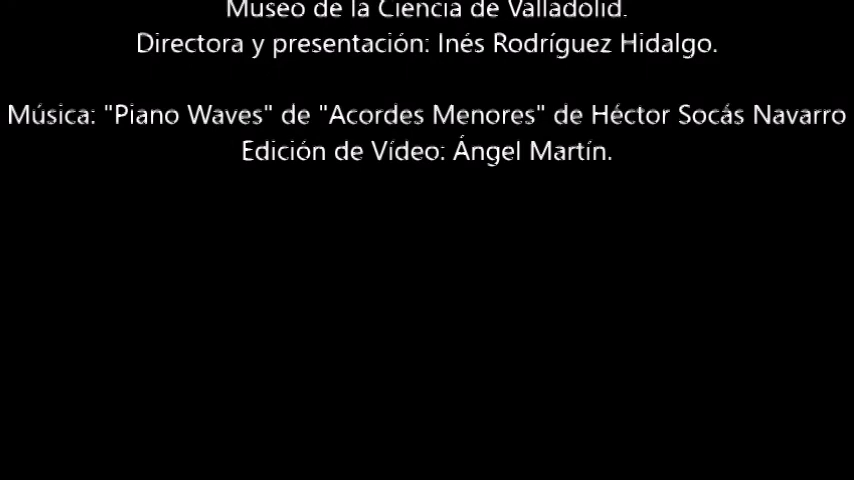 Museo de la Ciencia de Valladolid.
Directora y presentación: Inés Rodríguez Hidalgo.
Música: "Piano Waves" de "Acordes Menores" de Héctor Socás Navarro
Edición de Vídeo: Ángel Martín.